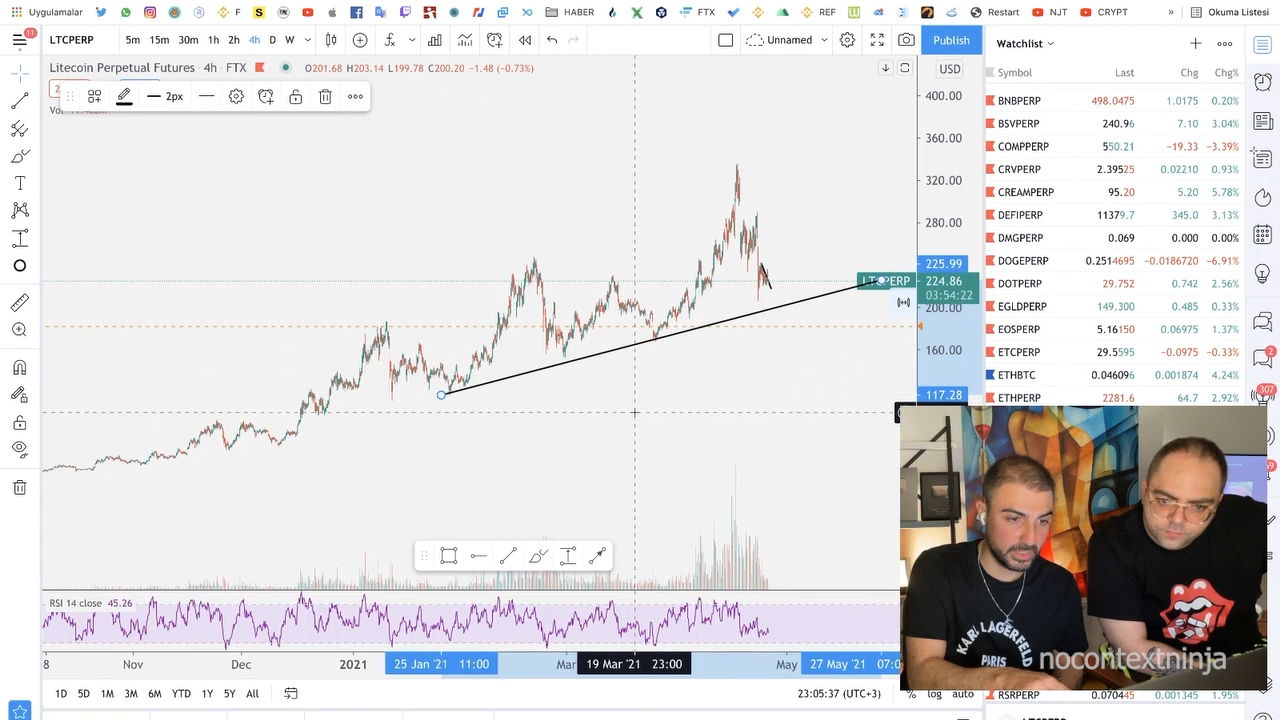 Uygulamalar F HABER FTX REF Restart NJT CRYPT » Okuma Listesi
11
LTCPERP 5m 15m 30m 1h 2h 4h D W Unnamed Publish
Watchlist
Litecoin Perpetual Futures · 4h · FTX O201.68 H203.14 L199.78 C200.20 −1.48 (−0.73%)
USD
Symbol Last Chg Chg%
2px
Vol
400.00
360.00
320.00
280.00
225.99
LTCPERP 224.86
03:54:22
200.00
160.00
117.28
BNBPERP 498.0475 1.0175 0.20%
BSVPERP 240.96 7.10 3.04%
COMPPERP 550.21 −19.33 −3.39%
CRVPERP 2.39525 0.02210 0.93%
CREAMPERP 95.20 5.20 5.78%
DEFIPERP 11379.7 345.0 3.13%
DMGPERP 0.069 0.000 0.00%
DOGEPERP 0.2514695 −0.0186720 −6.91%
DOTPERP 29.752 0.742 2.56%
EGLDPERP 149.300 0.485 0.33%
EOSPERP 5.16150 0.06975 1.37%
ETCPERP 29.5595 −0.0975 −0.33%
ETHBTC 0.046096 0.001874 4.24%
ETHPERP 2281.6 64.7 2.92%
2
307
RSI 14 close 45.26
8 Nov Dec 2021 25 Jan '21 11:00 Mar 19 Mar '21 23:00 May 27 May '21 07:0
1D 5D 1M 3M 6M YTD 1Y 5Y All 23:05:37 (UTC+3) % log auto
RSRPERP 0.070445 0.001345 1.95%
KARL LAGERFELD
PARIS
nocontextninja